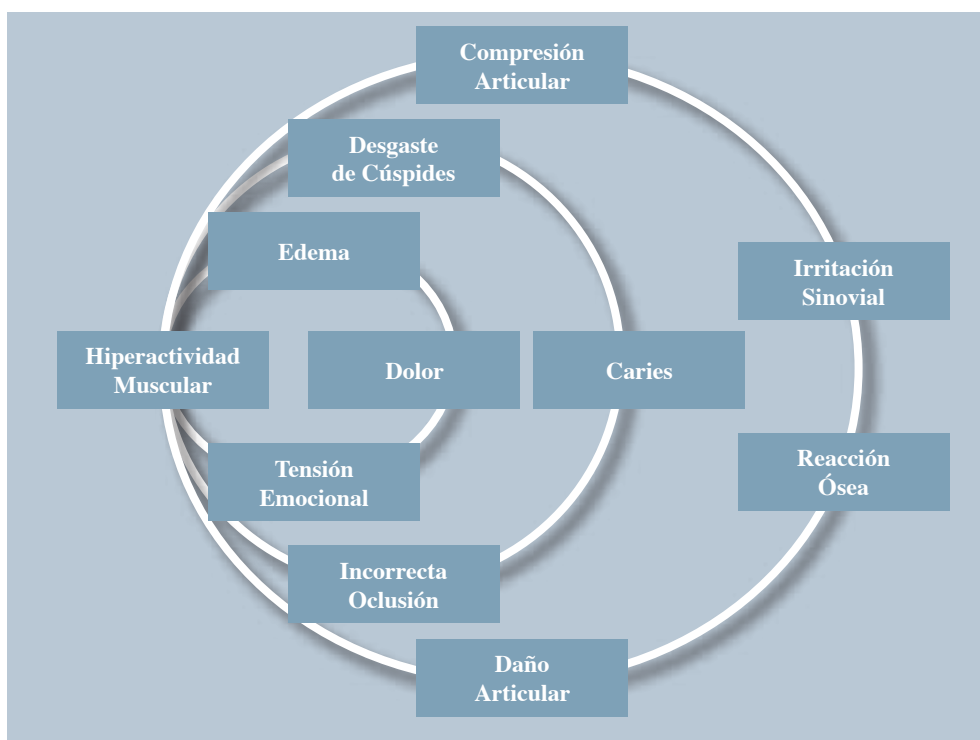 Compresión
Articular
Desgaste
de Cúspides
Edema
Irritación
Sinovial
Hiperactividad
Muscular
Dolor
Caries
Reacción
Ósea
Tensión
Emocional
Incorrecta
Oclusión
Daño
Articular